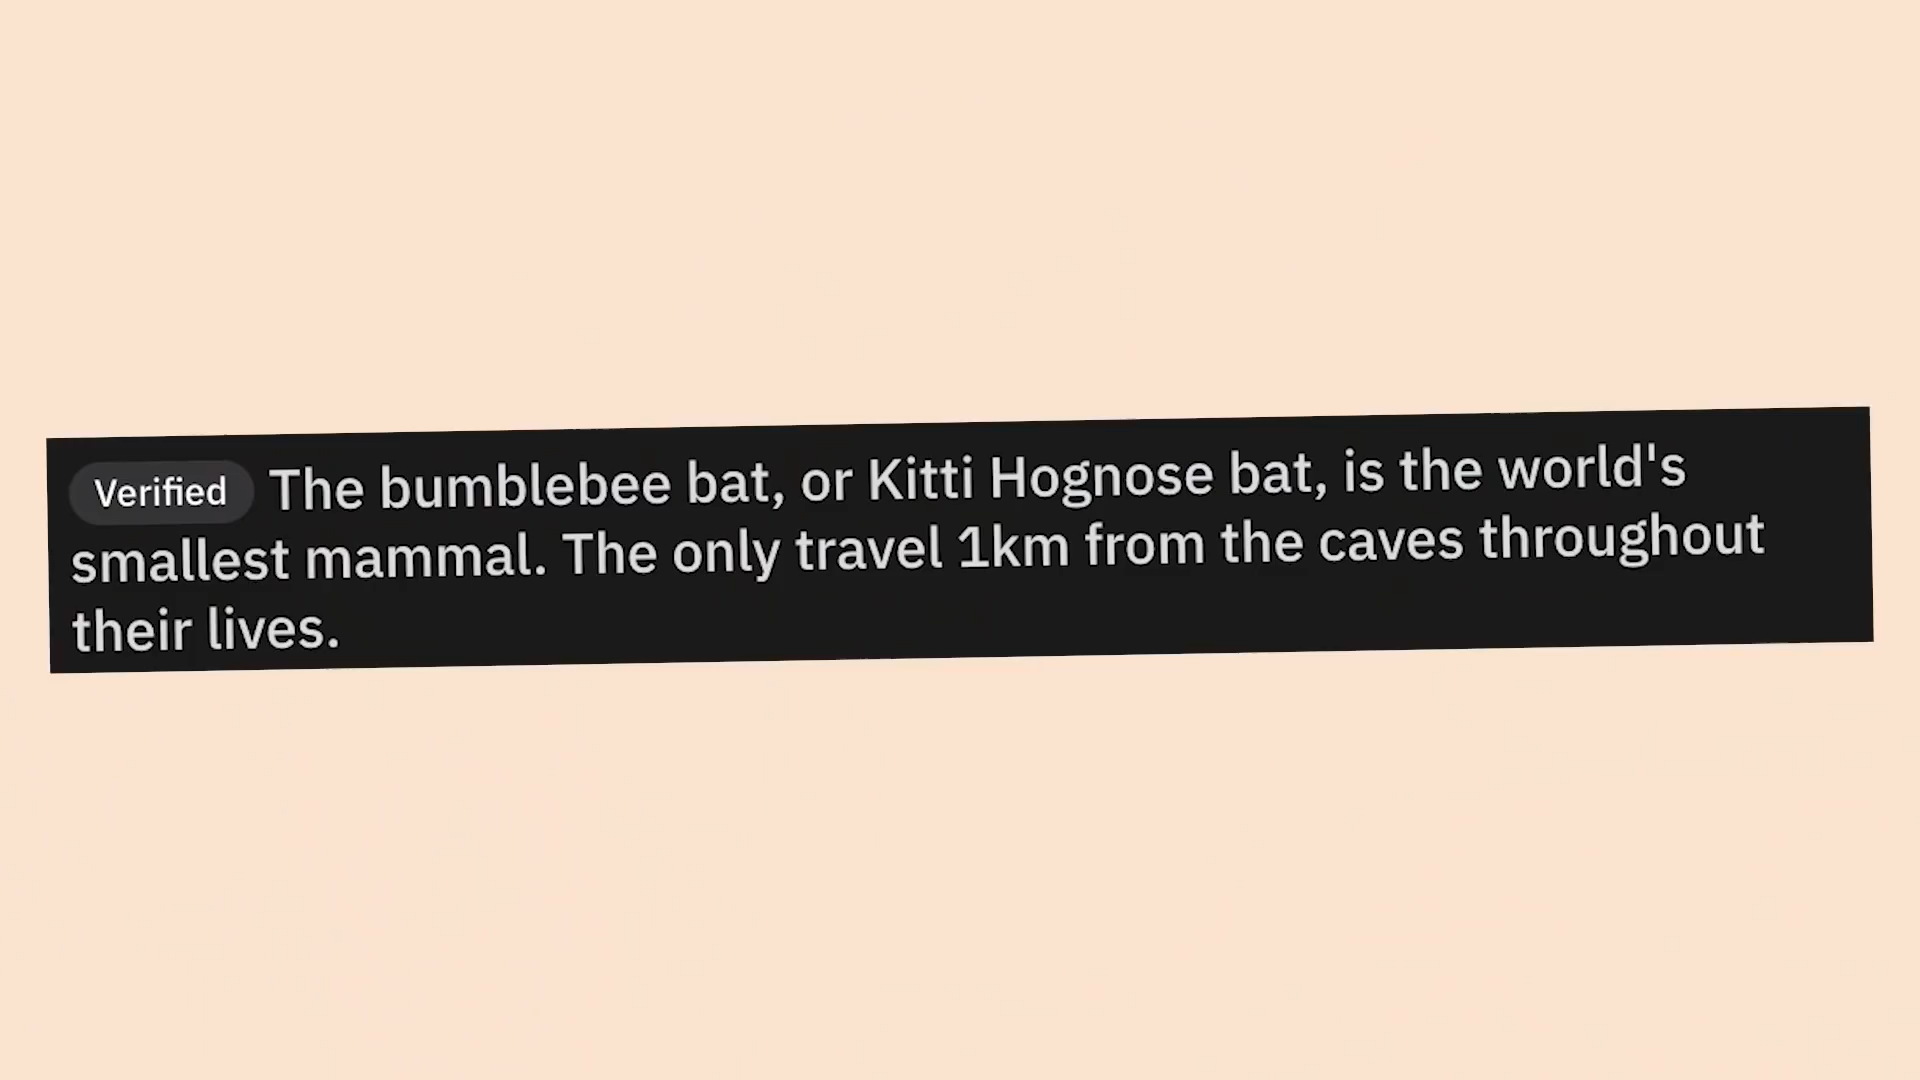 Verified The bumblebee bat, or Kitti Hognose bat, is the world's
smallest mammal. The only travel 1km from the caves throughout
their lives.